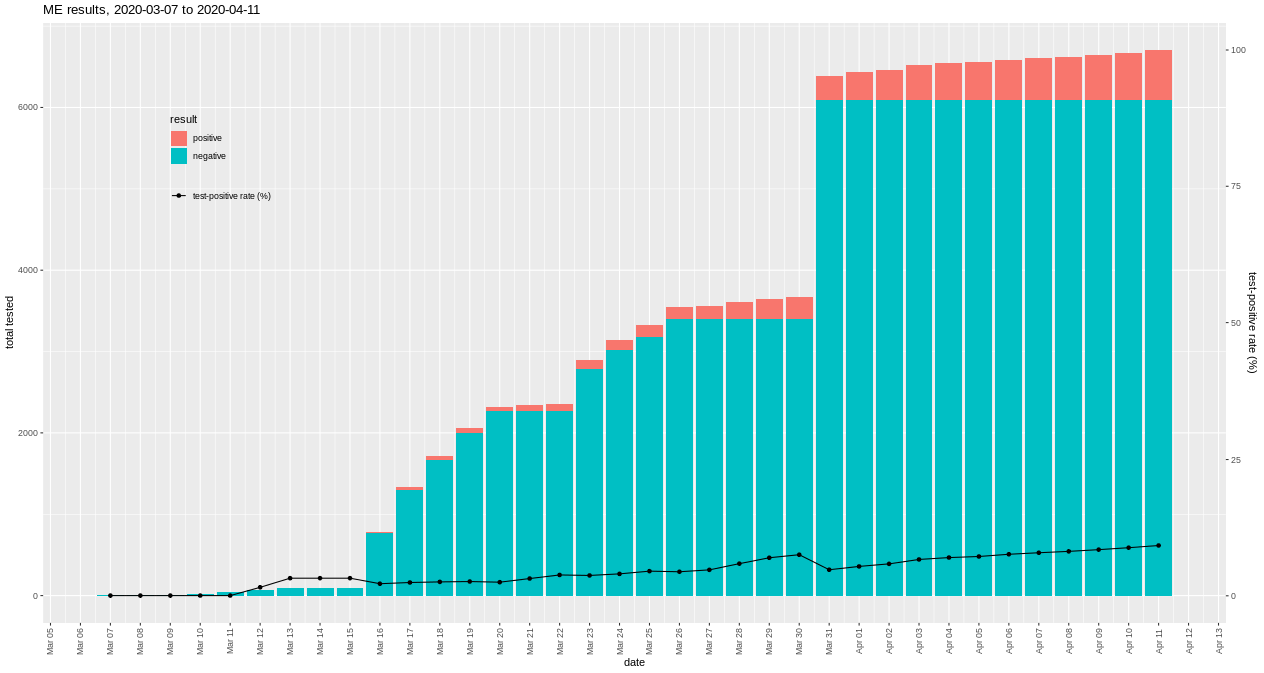 ME results, 2020-03-07 to 2020-04-11
total tested
6000
4000
2000
0
result
positive
negative
test-positive rate (%)
100
75
50
25
0
test-positive rate (%)
Mar 05
Mar 06
Mar 07
Mar 08
Mar 09
Mar 10
Mar 11
Mar 12
Mar 13
Mar 14
Mar 15
Mar 16
Mar 17
Mar 18
Mar 19
Mar 20
Mar 21
Mar 22
Mar 23
Mar 24
Mar 25
Mar 26
Mar 27
Mar 28
Mar 29
Mar 30
Mar 31
Apr 01
Apr 02
Apr 03
Apr 04
Apr 05
Apr 06
Apr 07
Apr 08
Apr 09
Apr 10
Apr 11
Apr 12
Apr 13
date